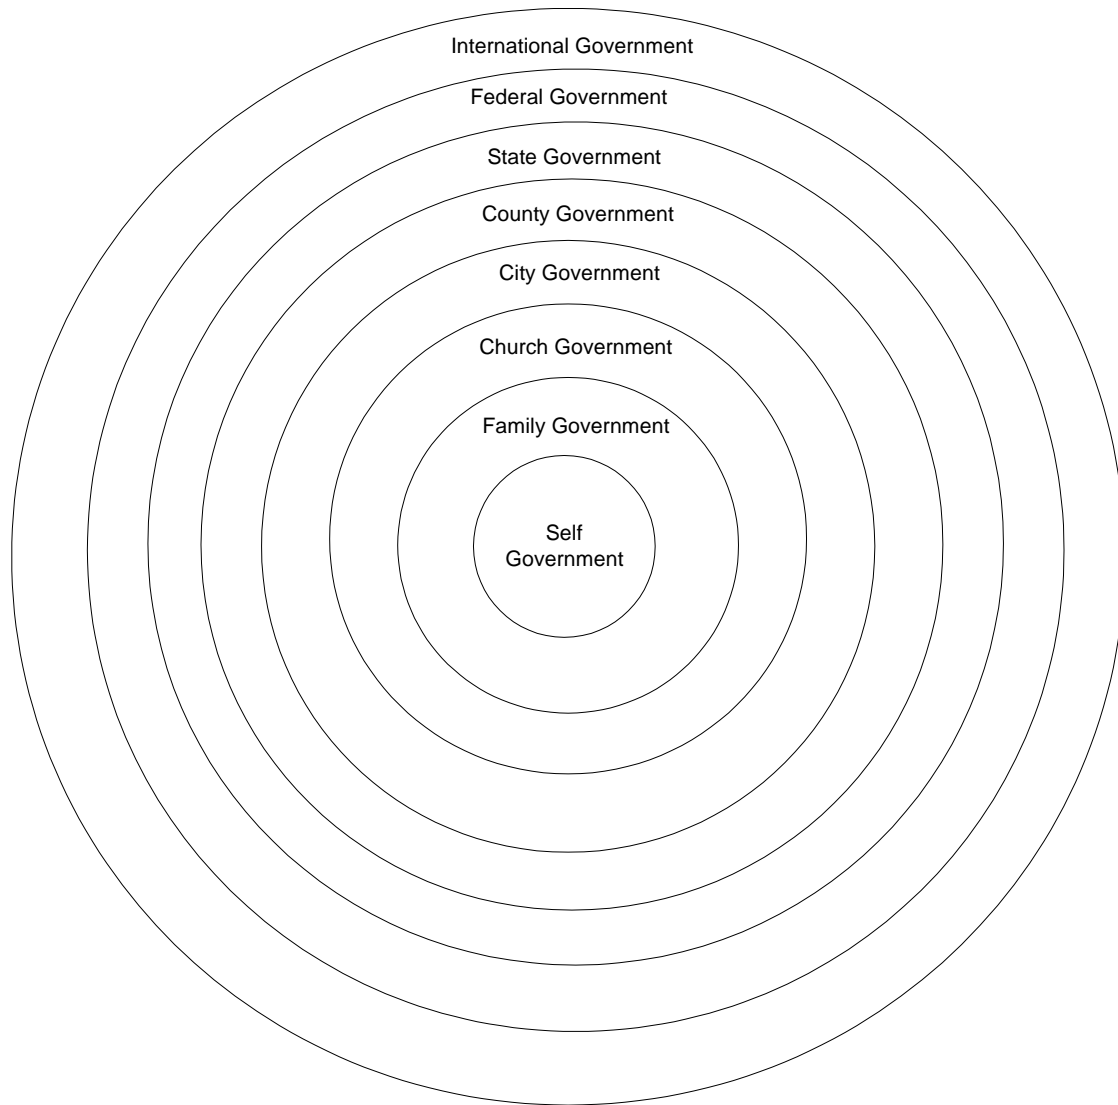 International Government
Federal Government
State Government
County Government
City Government
Church Government
Family Government
Self
Government